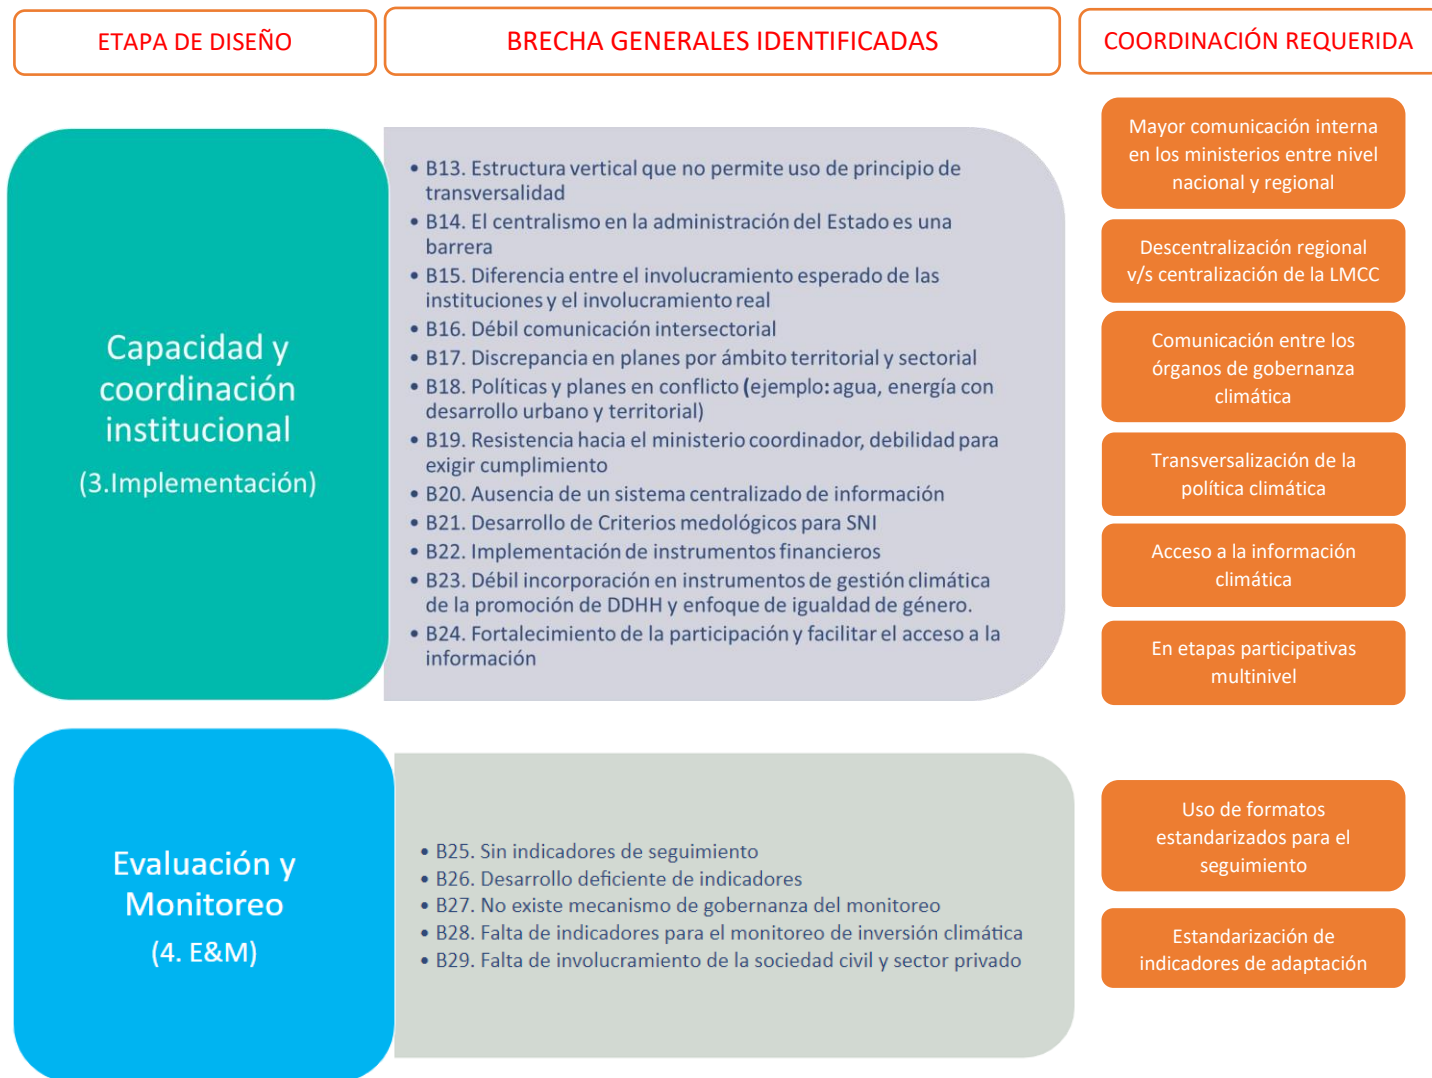 ETAPA DE DISEÑO
BRECHA GENERALES IDENTIFICADAS
COORDINACIÓN REQUERIDA
Capacidad y
coordinación
institucional
(3.Implementación)
• B13. Estructura vertical que no permite uso de principio de
transversalidad
• B14. El centralismo en la administración del Estado es una
barrera
• B15. Diferencia entre el involucramiento esperado de las
instituciones y el involucramiento real
• B16. Débil comunicación intersectorial
• B17. Discrepancia en planes por ámbito territorial y sectorial
• B18. Políticas y planes en conflicto (ejemplo: agua, energía con
desarrollo urbano y territorial)
• B19. Resistencia hacia el ministerio coordinador, debilidad para
exigir cumplimiento
• B20. Ausencia de un sistema centralizado de información
• B21. Desarrollo de Criterios medológicos para SNI
• B22. Implementación de instrumentos financieros
• B23. Débil incorporación en instrumentos de gestión climática
de la promoción de DDHH y enfoque de igualdad de género.
• B24. Fortalecimiento de la participación y facilitar el acceso a la
información
Mayor comunicación interna
en los ministerios entre nivel
nacional y regional
Descentralización regional
v/s centralización de la LMCC
Comunicación entre los
órganos de gobernanza
climática
Transversalización de la
política climática
Acceso a la información
climática
En etapas participativas
multinivel
Evaluación y
Monitoreo
(4. E&M)
• B25. Sin indicadores de seguimiento
• B26. Desarrollo deficiente de indicadores
• B27. No existe mecanismo de gobernanza del monitoreo
• B28. Falta de indicadores para el monitoreo de inversión climática
• B29. Falta de involucramiento de la sociedad civil y sector privado
Uso de formatos
estandarizados para el
seguimiento
Estandarización de
indicadores de adaptación